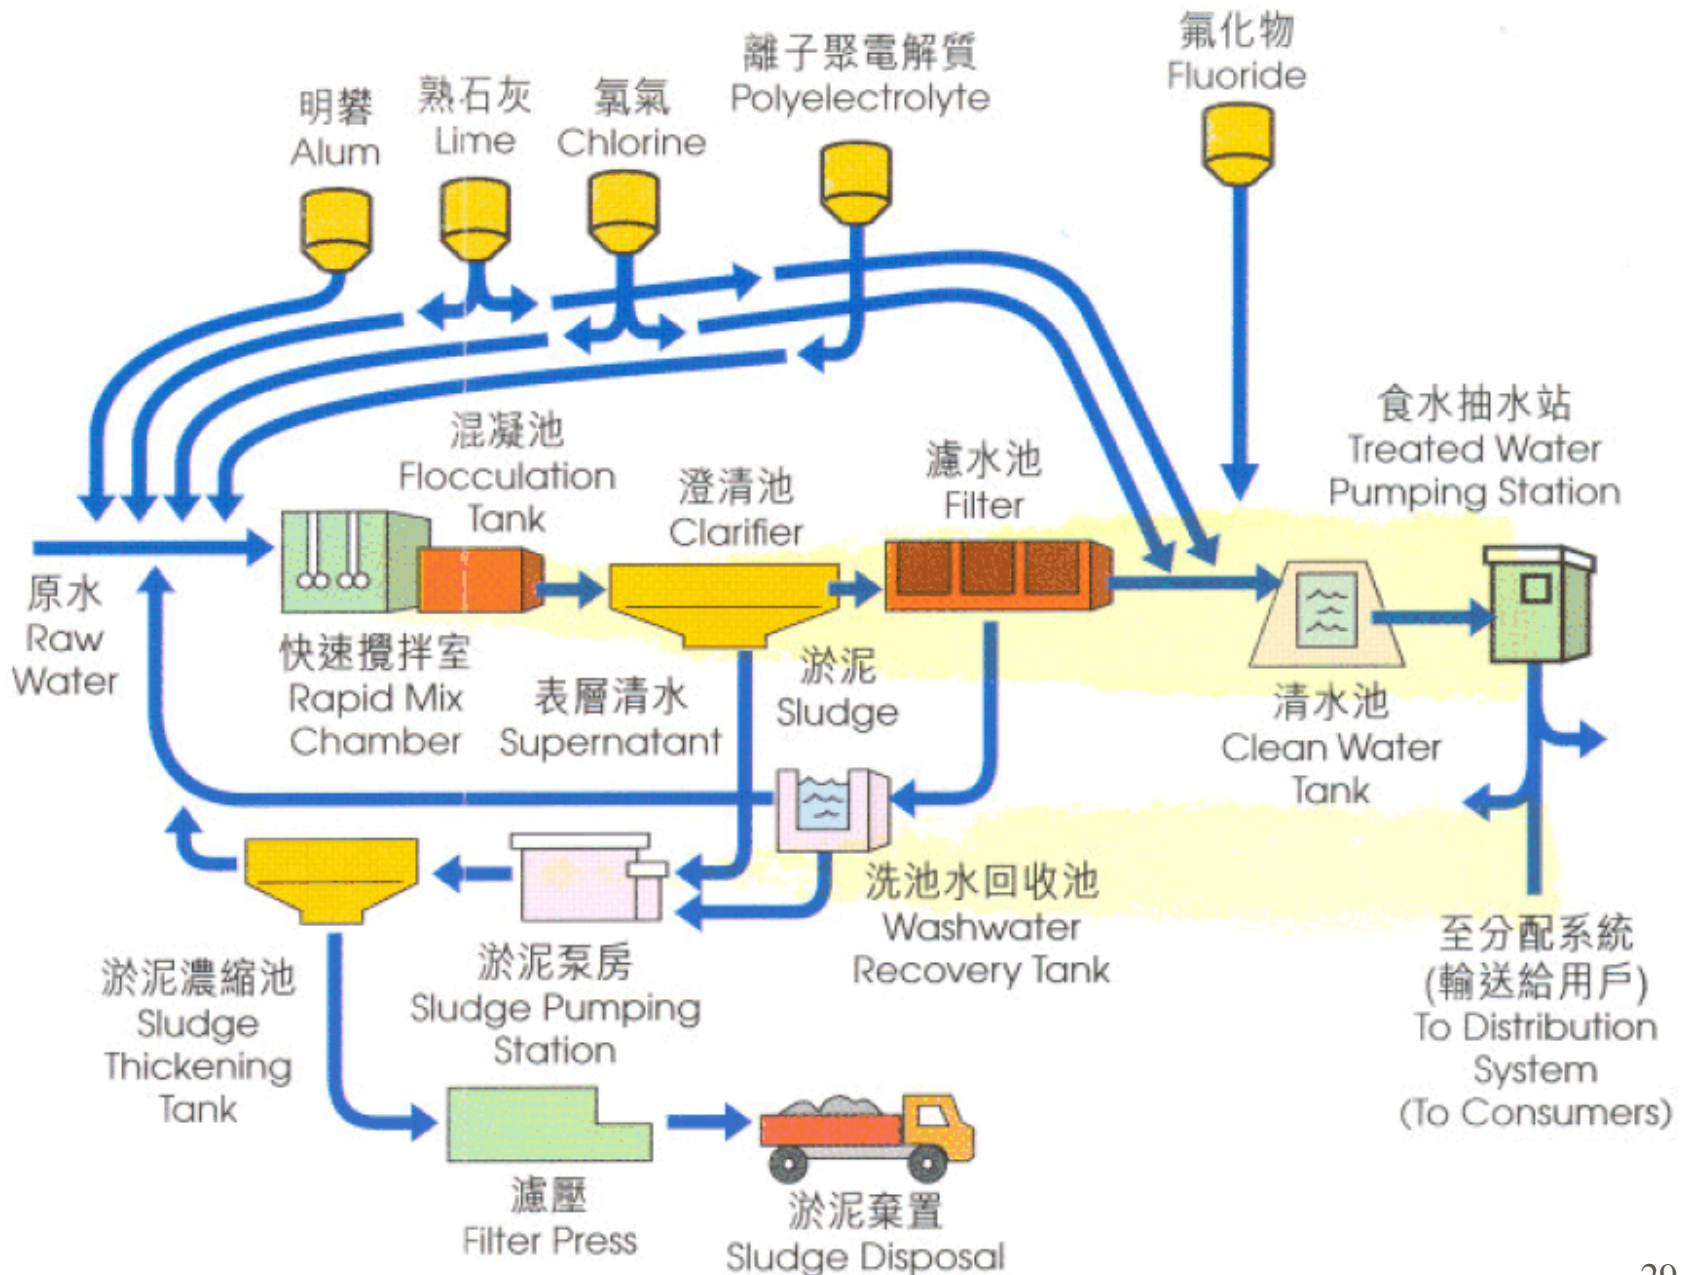 明礬
Alum
熟石灰
Lime
氯氣
Chlorine
離子聚電解質
Polyelectrolyte
氟化物
Fluoride
混凝池
Flocculation
Tank
澄清池
Clarifier
濾水池
Filter
食水抽水站
Treated Water
Pumping Station
原水
Raw
Water
快速攪拌室
Rapid Mix
Chamber
表層清水
Supernatant
淤泥
Sludge
清水池
Clean Water
Tank
洗池水回收池
Washwater
Recovery Tank
淤泥濃縮池
Sludge
Thickening
Tank
淤泥泵房
Sludge Pumping
Station
至分配系統
(輸送給用戶)
To Distribution
System
(To Consumers)
濾壓
Filter Press
淤泥棄置
Sludge Disposal